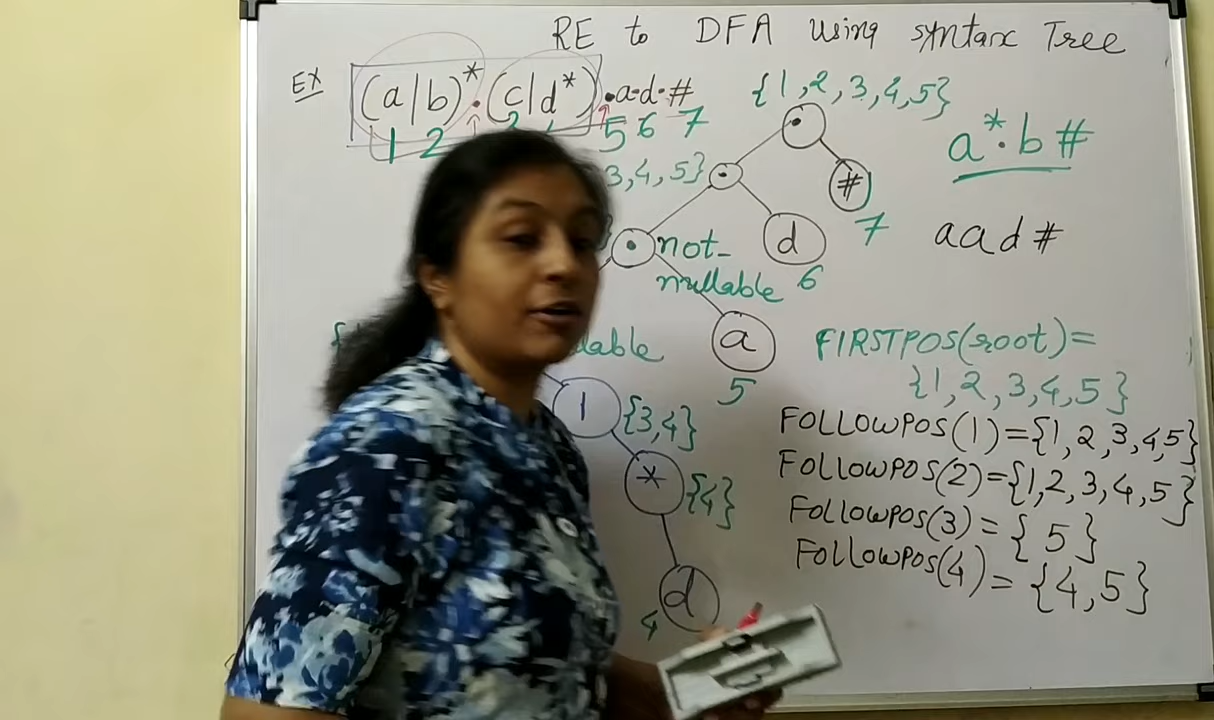 RE to DFA using syntax Tree
Ex (a|b)*.(c|d*).a.d.#
1 2 5 6 7
{1,2,3,4,5}
a*.b#
3,4,5}
#
7
aad#
not-
nullable
d
6
a
5
FIRSTPOS(root)=
{1,2,3,4,5}
|
{3,4}
*
{4}
d
4
FOLLOWPOS(1)={1,2,3,4,5}
FOLLOWPOS(2)={1,2,3,4,5}
FOLLOWPOS(3)={5}
FOLLOWPOS(4)={4,5}